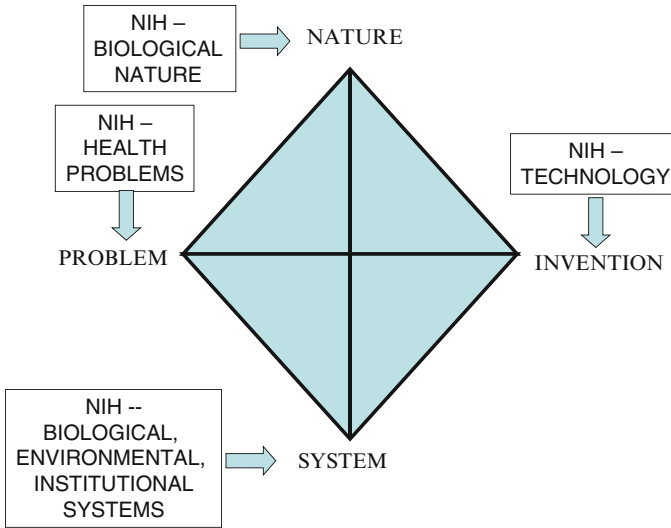 NIH –
BIOLOGICAL
NATURE
NATURE
NIH –
HEALTH
PROBLEMS
NIH –
TECHNOLOGY
PROBLEM
INVENTION
NIH --
BIOLOGICAL,
ENVIRONMENTAL,
INSTITUTIONAL
SYSTEMS
SYSTEM